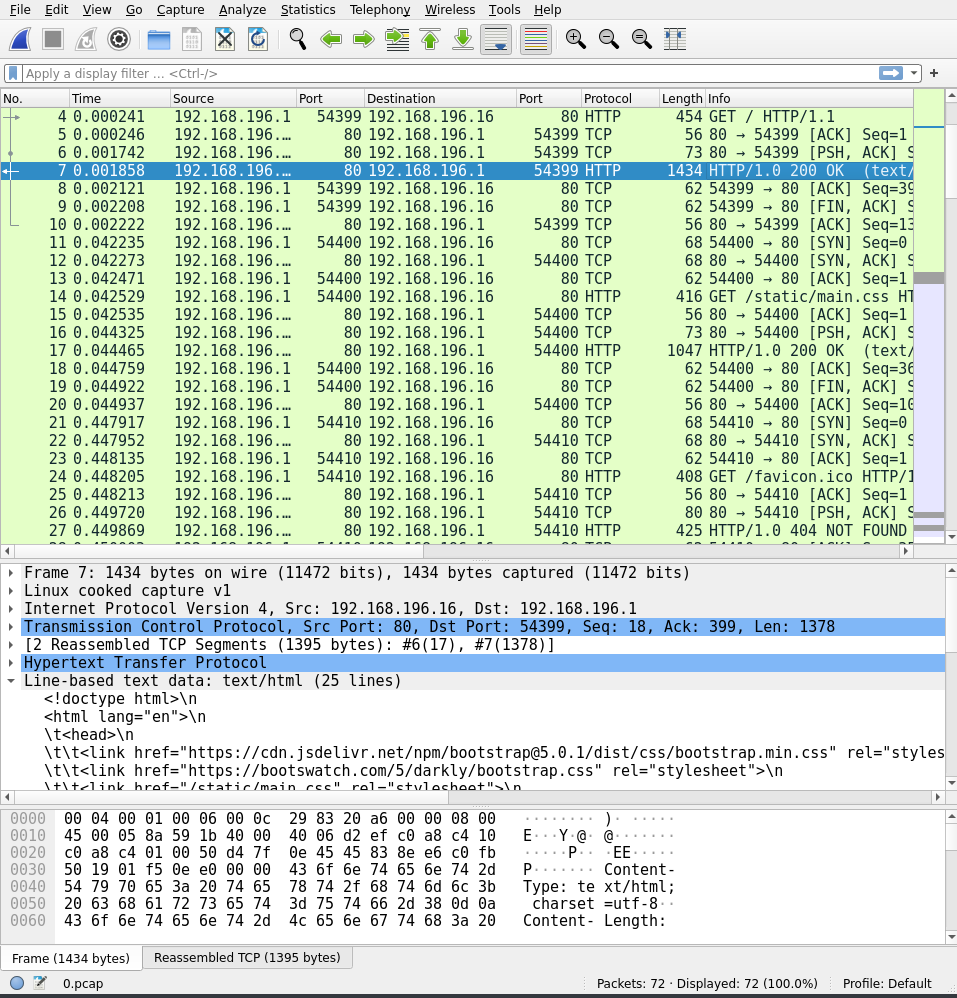 File Edit View Go Capture Analyze Statistics Telephony Wireless Tools Help
Apply a display filter ... <Ctrl-/>
No. Time Source Port Destination Port Protocol Length Info
4 0.000241 192.168.196.1 54399 192.168.196.16 80 HTTP 454 GET / HTTP/1.1
5 0.000246 192.168.196.… 80 192.168.196.1 54399 TCP 56 80 → 54399 [ACK] Seq=1
6 0.001742 192.168.196.… 80 192.168.196.1 54399 TCP 73 80 → 54399 [PSH, ACK] S
7 0.001858 192.168.196.… 80 192.168.196.1 54399 HTTP 1434 HTTP/1.0 200 OK (text/
8 0.002121 192.168.196.1 54399 192.168.196.16 80 TCP 62 54399 → 80 [ACK] Seq=39
9 0.002208 192.168.196.1 54399 192.168.196.16 80 TCP 62 54399 → 80 [FIN, ACK] S
10 0.002222 192.168.196.… 80 192.168.196.1 54399 TCP 56 80 → 54399 [ACK] Seq=13
11 0.042235 192.168.196.1 54400 192.168.196.16 80 TCP 68 54400 → 80 [SYN] Seq=0
12 0.042273 192.168.196.… 80 192.168.196.1 54400 TCP 68 80 → 54400 [SYN, ACK] S
13 0.042471 192.168.196.1 54400 192.168.196.16 80 TCP 62 54400 → 80 [ACK] Seq=1
14 0.042529 192.168.196.1 54400 192.168.196.16 80 HTTP 416 GET /static/main.css HT
15 0.042535 192.168.196.… 80 192.168.196.1 54400 TCP 56 80 → 54400 [ACK] Seq=1
16 0.044325 192.168.196.… 80 192.168.196.1 54400 TCP 73 80 → 54400 [PSH, ACK] S
17 0.044465 192.168.196.… 80 192.168.196.1 54400 HTTP 1047 HTTP/1.0 200 OK (text/
18 0.044759 192.168.196.1 54400 192.168.196.16 80 TCP 62 54400 → 80 [ACK] Seq=36
19 0.044922 192.168.196.1 54400 192.168.196.16 80 TCP 62 54400 → 80 [FIN, ACK] S
20 0.044937 192.168.196.… 80 192.168.196.1 54400 TCP 56 80 → 54400 [ACK] Seq=10
21 0.447917 192.168.196.1 54410 192.168.196.16 80 TCP 68 54410 → 80 [SYN] Seq=0
22 0.447952 192.168.196.… 80 192.168.196.1 54410 TCP 68 80 → 54410 [SYN, ACK] S
23 0.448135 192.168.196.1 54410 192.168.196.16 80 TCP 62 54410 → 80 [ACK] Seq=1
24 0.448205 192.168.196.1 54410 192.168.196.16 80 HTTP 408 GET /favicon.ico HTTP/1
25 0.448213 192.168.196.… 80 192.168.196.1 54410 TCP 56 80 → 54410 [ACK] Seq=1
26 0.449720 192.168.196.… 80 192.168.196.1 54410 TCP 80 80 → 54410 [PSH, ACK] S
27 0.449869 192.168.196.… 80 192.168.196.1 54410 HTTP 425 HTTP/1.0 404 NOT FOUND
Frame 7: 1434 bytes on wire (11472 bits), 1434 bytes captured (11472 bits)
Linux cooked capture v1
Internet Protocol Version 4, Src: 192.168.196.16, Dst: 192.168.196.1
Transmission Control Protocol, Src Port: 80, Dst Port: 54399, Seq: 18, Ack: 399, Len: 1378
[2 Reassembled TCP Segments (1395 bytes): #6(17), #7(1378)]
Hypertext Transfer Protocol
Line-based text data: text/html (25 lines)
<!doctype html>\n
<html lang="en">\n
\t<head>\n
\t\t<link href="https://cdn.jsdelivr.net/npm/bootstrap@5.0.1/dist/css/bootstrap.min.css" rel="styles
\t\t<link href="https://bootswatch.com/5/darkly/bootstrap.css" rel="stylesheet">\n
\t\t<link href="/static/main.css" rel="stylesheet">\n
0000 00 04 00 01 00 06 00 0c 29 83 20 a6 00 00 08 00 ········ )· ·····
0010 45 00 05 8a 59 1b 40 00 40 06 d2 ef c0 a8 c4 10 E···Y·@· @·······
0020 c0 a8 c4 01 00 50 d4 7f 0e 45 45 83 8e e6 c0 fb ·····P·· ·EE·····
0030 50 19 01 f5 0e e0 00 00 43 6f 6e 74 65 6e 74 2d P······· Content-
0040 54 79 70 65 3a 20 74 65 78 74 2f 68 74 6d 6c 3b Type: te xt/html;
0050 20 63 68 61 72 73 65 74 3d 75 74 66 2d 38 0d 0a charset =utf-8··
0060 43 6f 6e 74 65 6e 74 2d 4c 65 6e 67 74 68 3a 20 Content- Length:
Frame (1434 bytes) Reassembled TCP (1395 bytes)
0.pcap Packets: 72 · Displayed: 72 (100.0%) Profile: Default